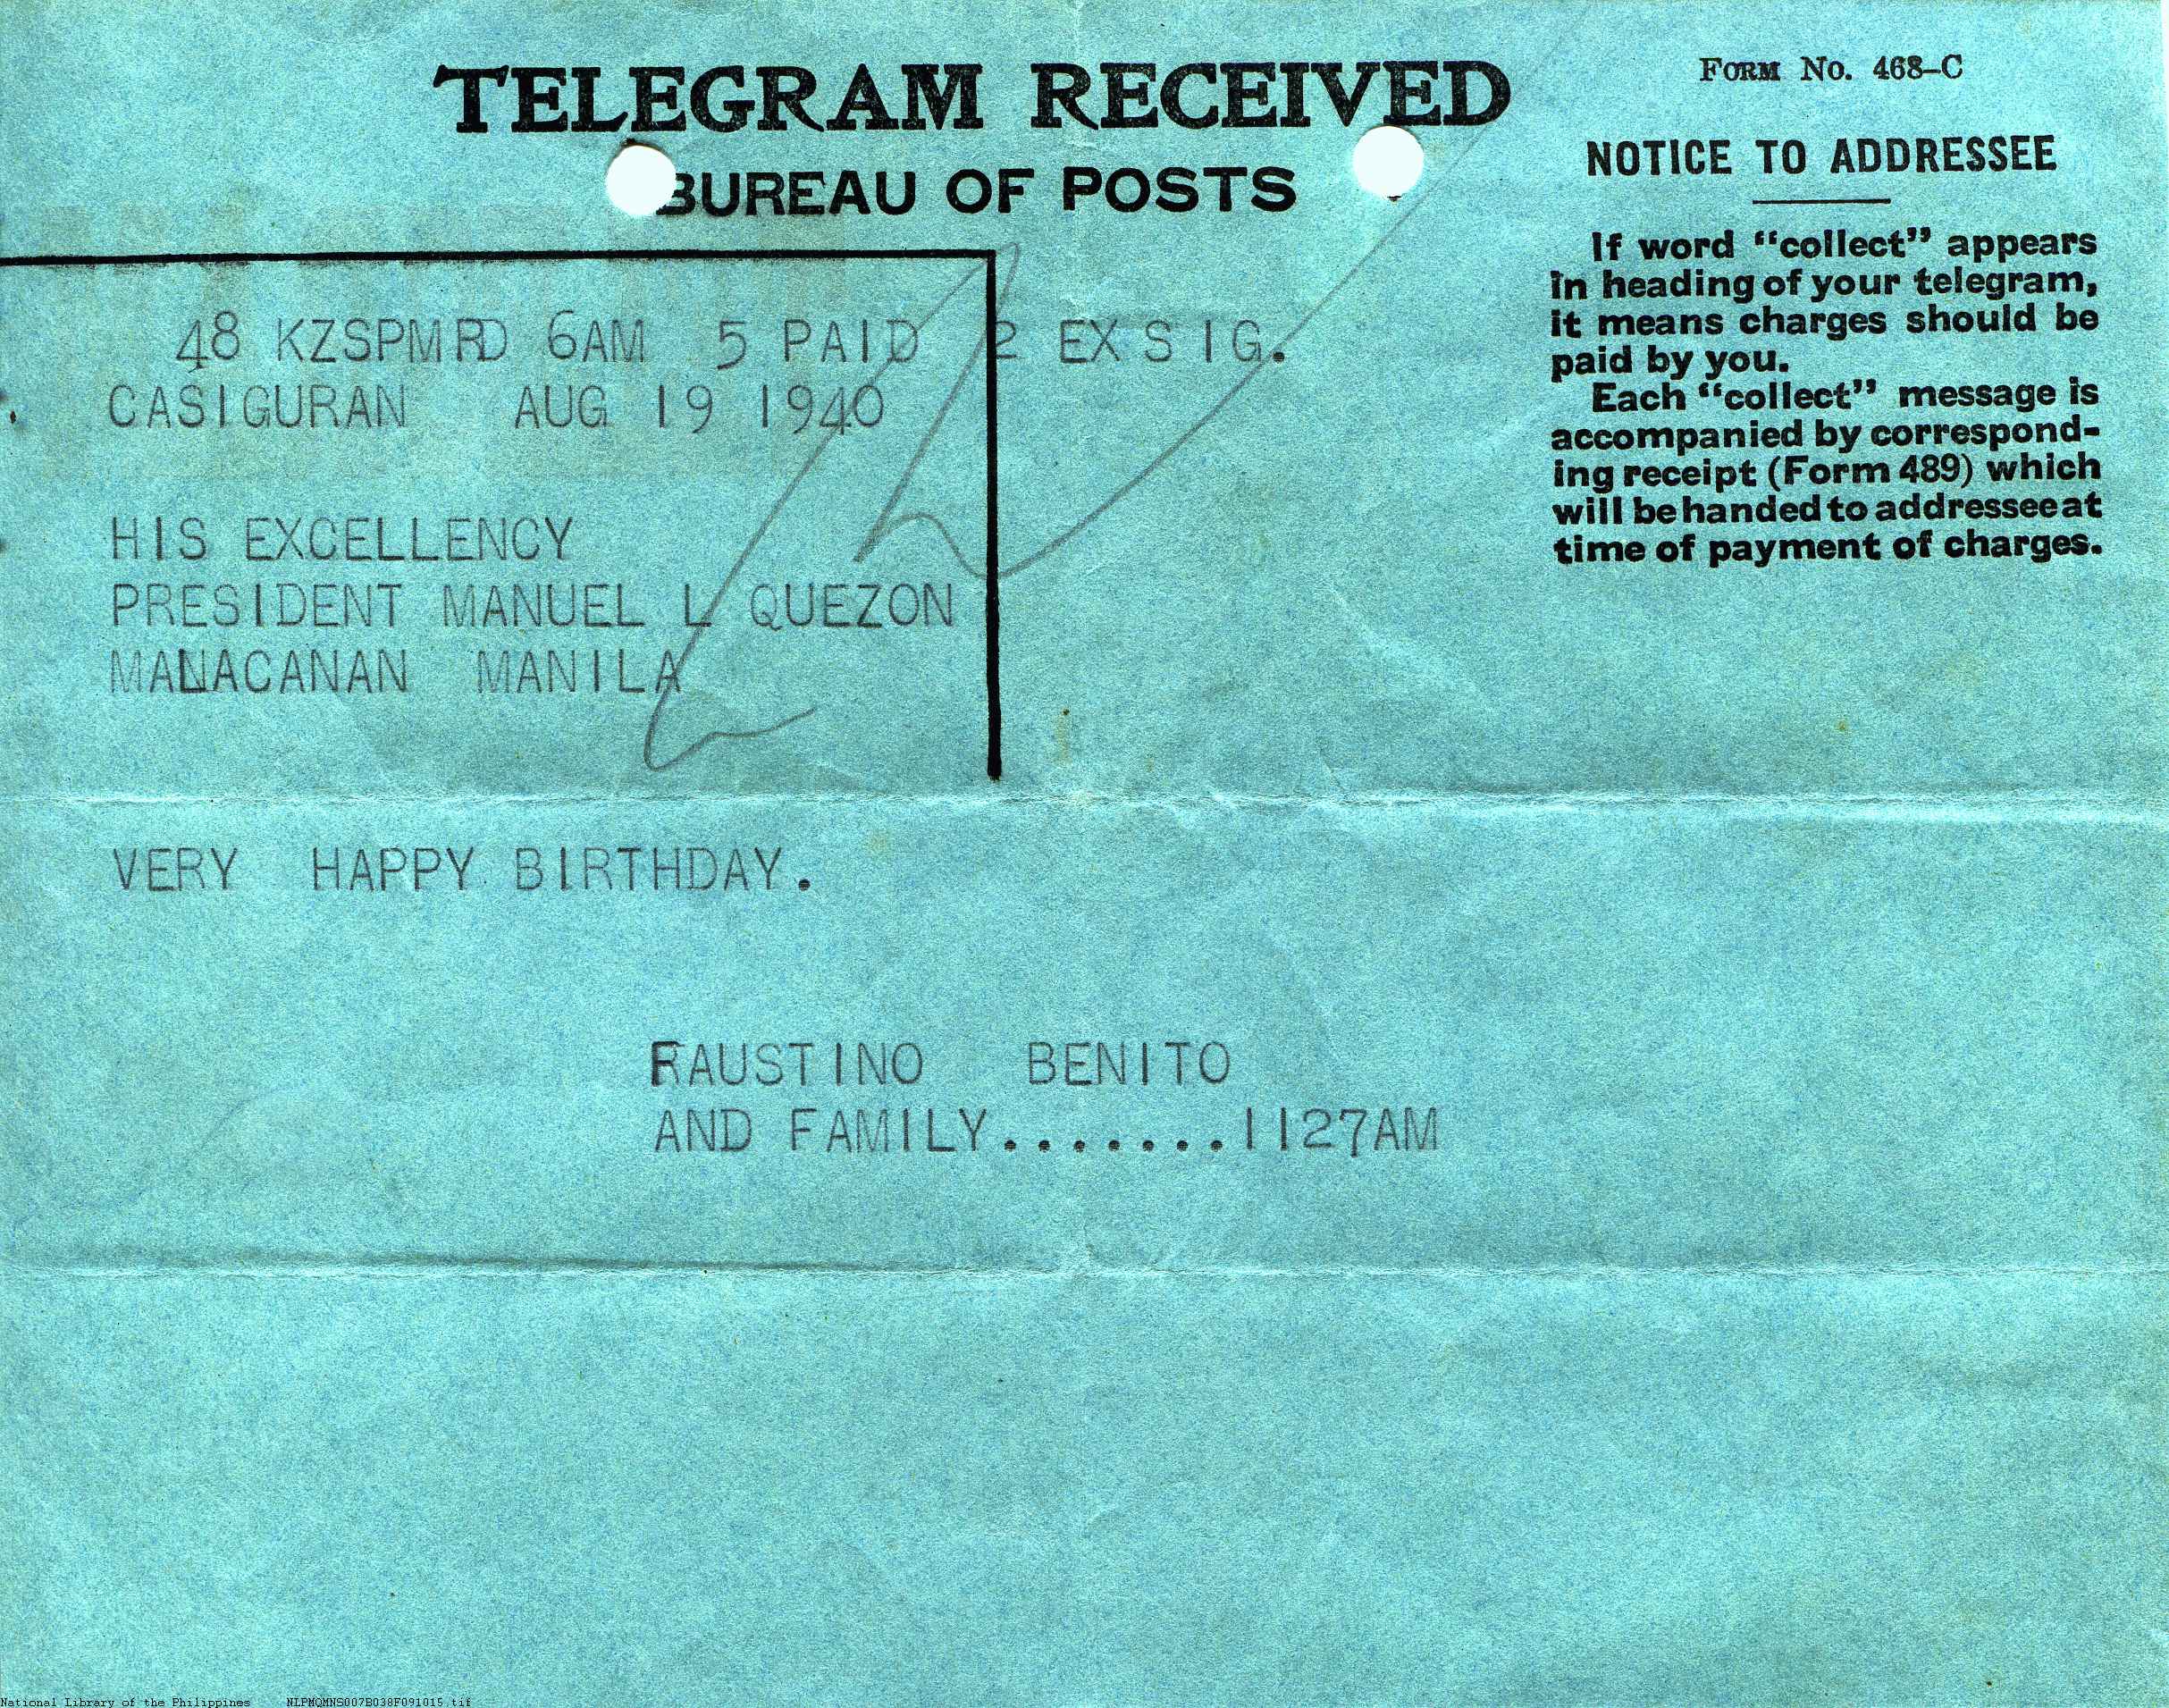 TELEGRAM RECEIVED
BUREAU OF POSTS
FORM NO. 468-C
NOTICE TO ADDRESSEE
If word "collect" appears
in heading of your telegram,
it means charges should be
paid by you.
Each "collect" message is
accompanied by correspond-
ing receipt (Form 489) which
will be handed to addressee at
time of payment of charges.
48 KZSPMRD 6AM 5 PAID 2 EX SIG.
CASIGURAN AUG 19 1940
HIS EXCELLENCY
PRESIDENT MANUEL L QUEZON
MALACANAN MANILA
VERY HAPPY BIRTHDAY.
FAUSTINO BENITO
AND FAMILY.......1127AM
National Library of the Philippines NLPMQMNS007B038F091015.tif